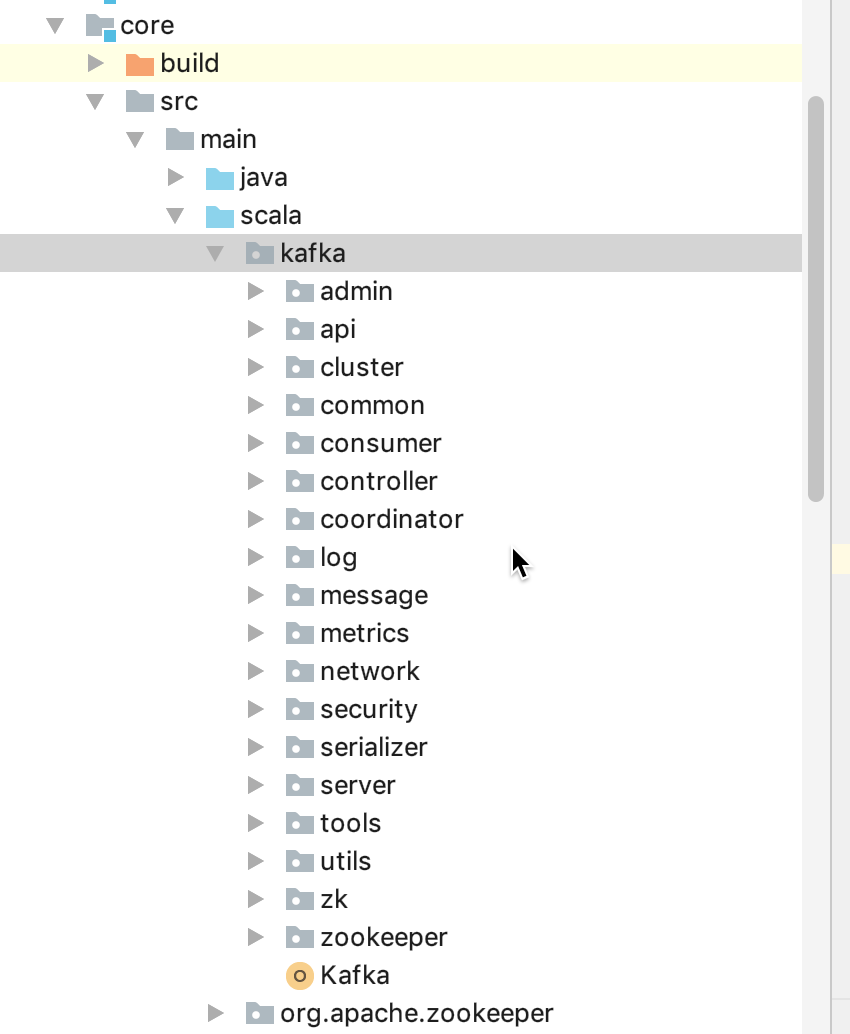 core
build
src
main
java
scala
kafka
admin
api
cluster
common
consumer
controller
coordinator
log
message
metrics
network
security
serializer
server
tools
utils
zk
zookeeper
Kafka
org.apache.zookeeper